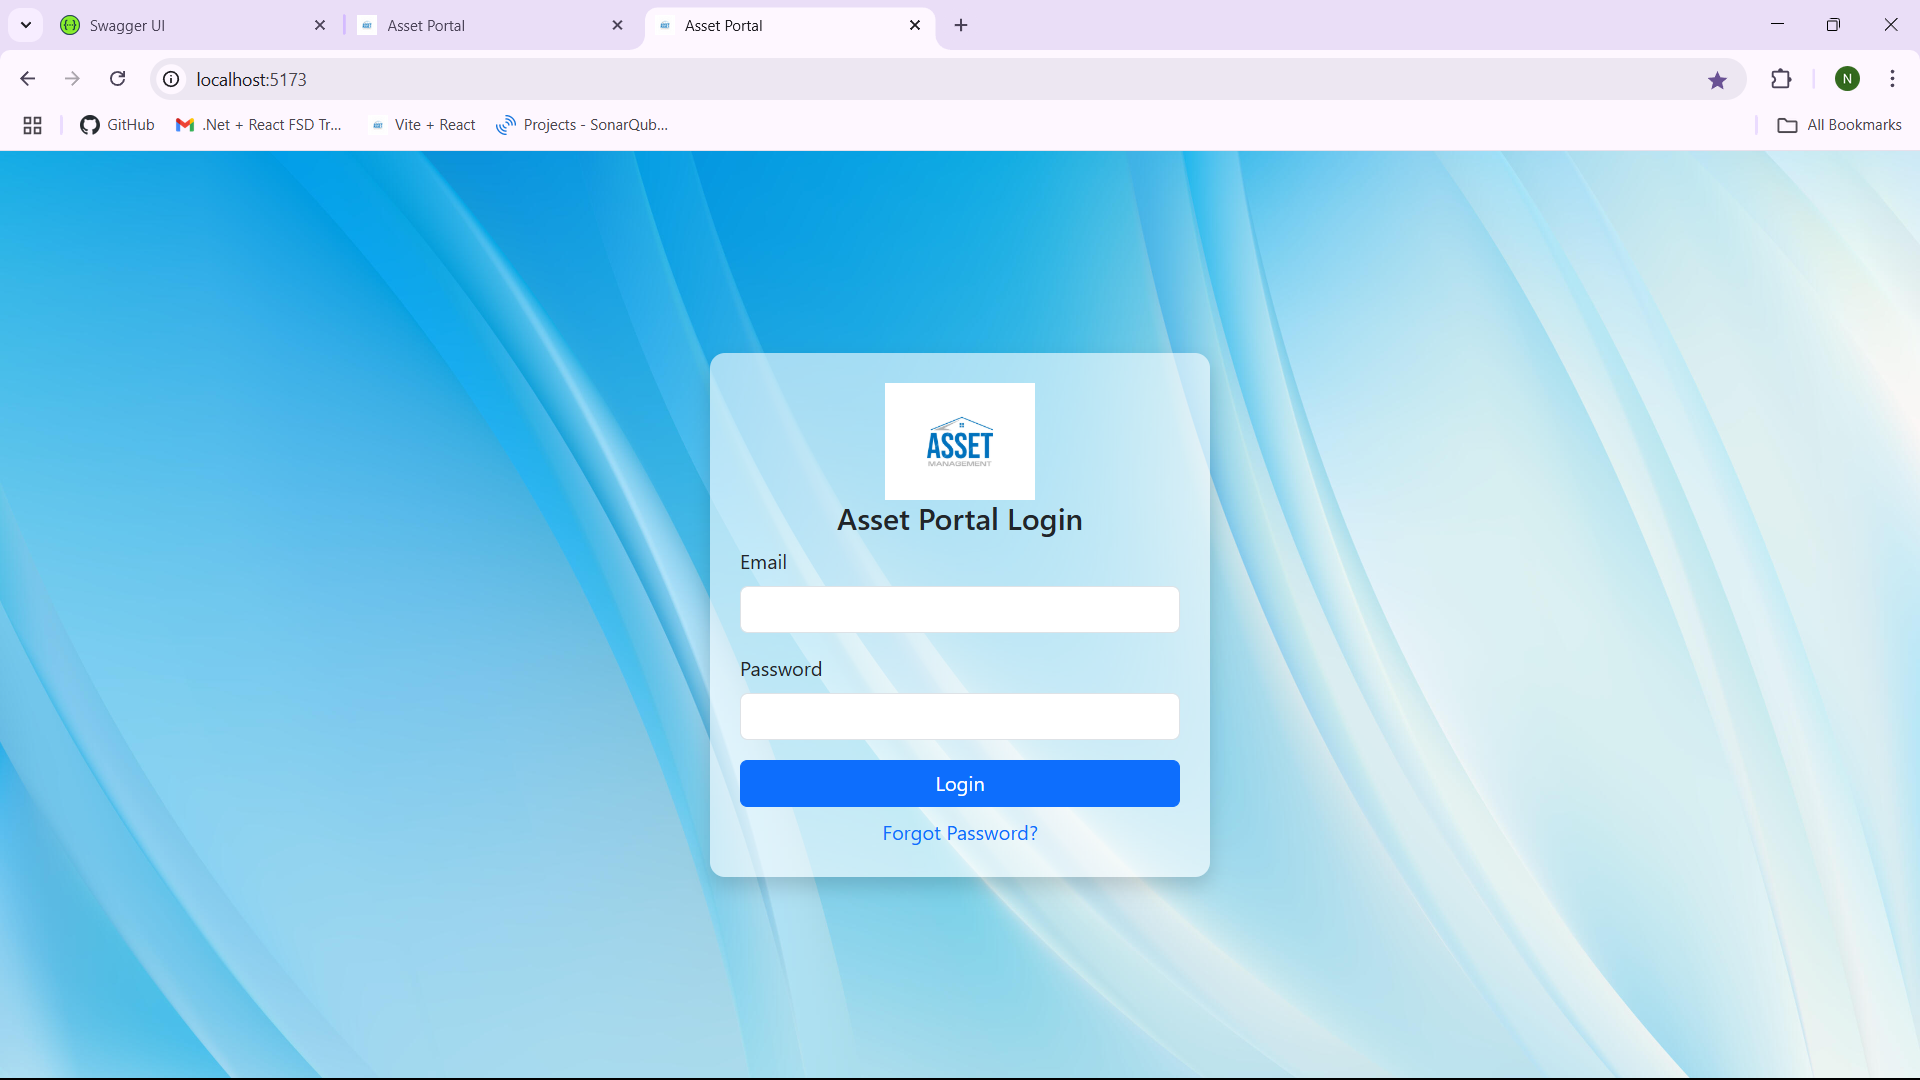 Swagger UI
Asset Portal
Asset Portal
localhost:5173
N
GitHub
.Net + React FSD Tr...
Vite + React
Projects - SonarQub...
All Bookmarks
ASSET
MANAGEMENT
Asset Portal Login
Email
Password
Login
Forgot Password?